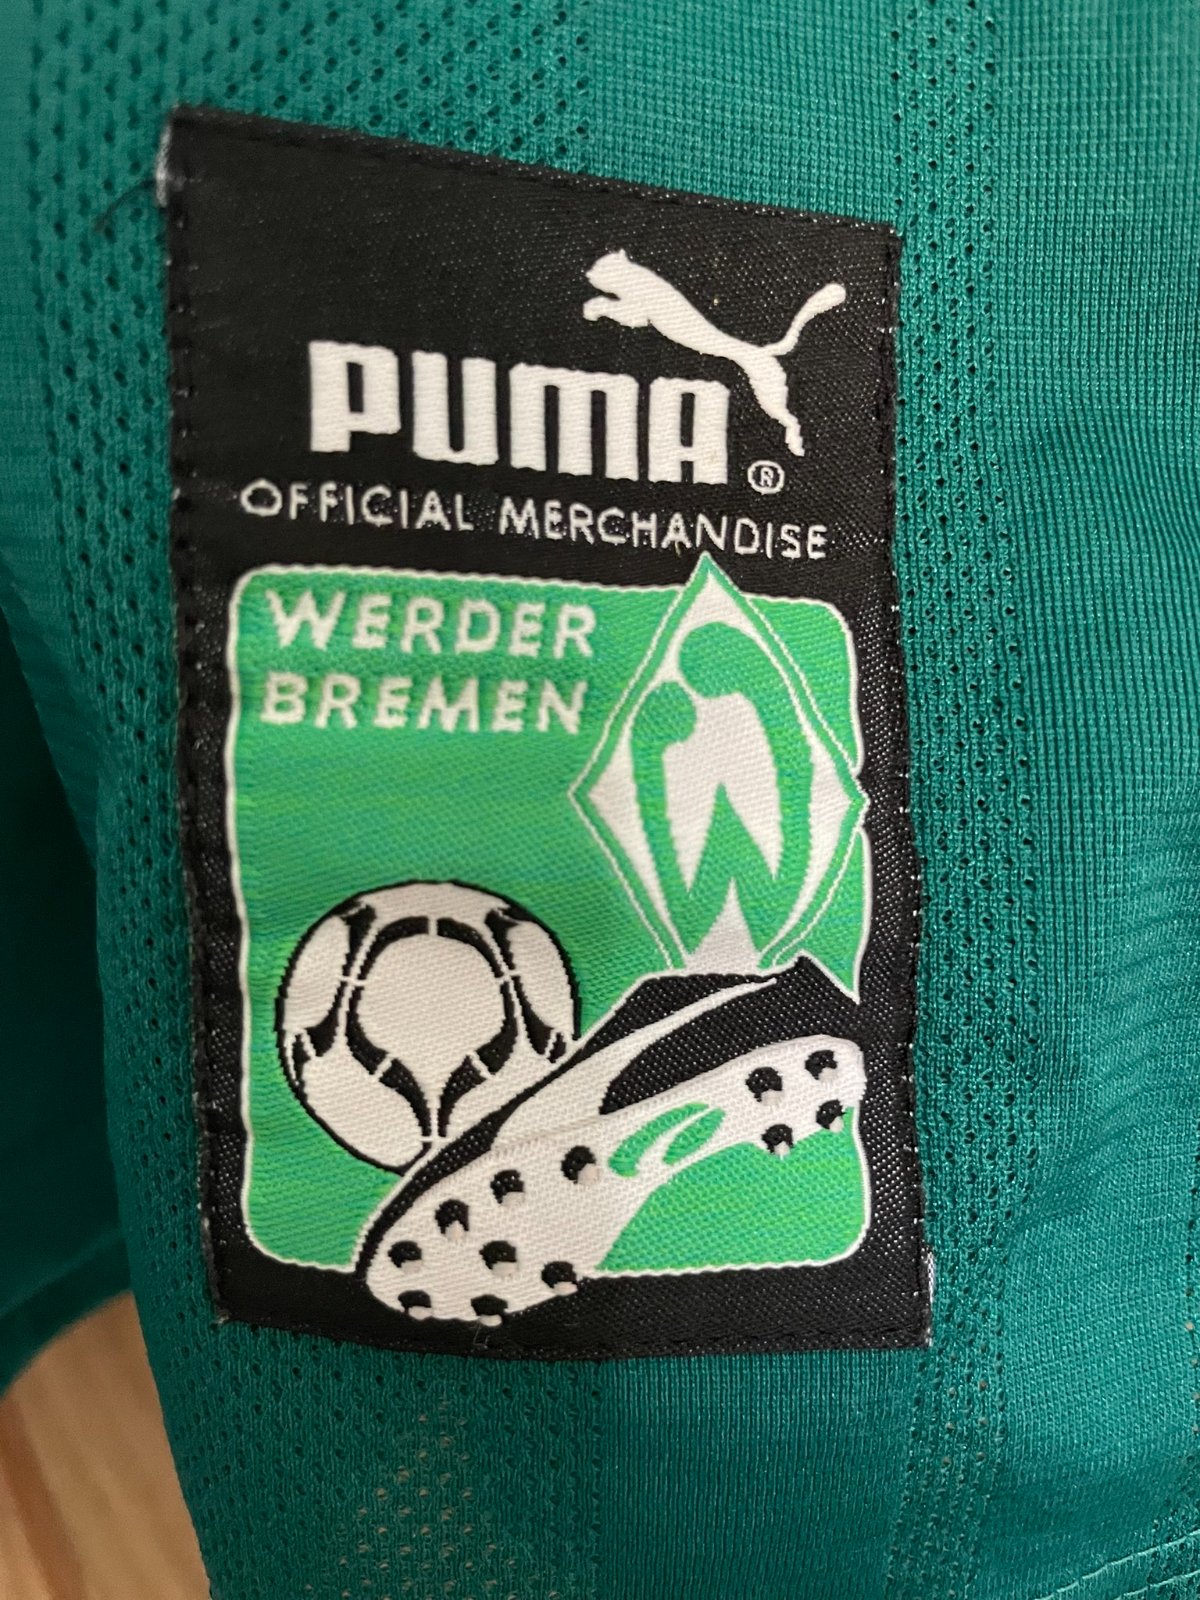 PUMA®
OFFICIAL MERCHANDISE
WERDER
BREMEN
W